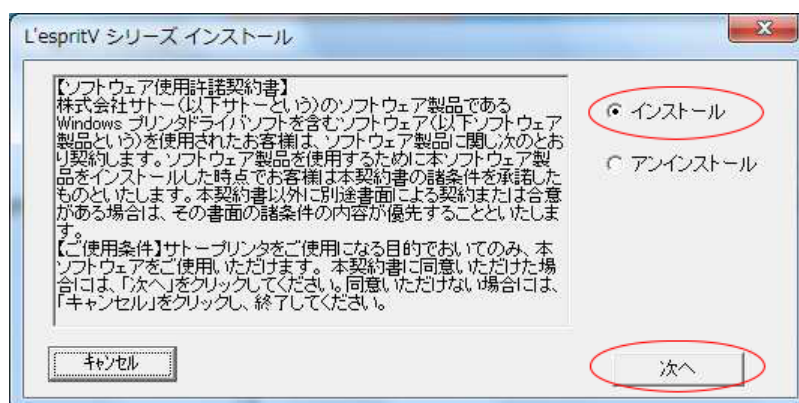 L'espritV シリーズ インストール
【ソフトウェア使用許諾契約書】
株式会社サトー(以下サトーという)のソフトウェア製品である
Windows プリンタドライバソフトを含むソフトウェア(以下ソフトウェア
製品という)を使用されたお客様は、ソフトウェア製品に関し次のとお
り契約します。ソフトウェア製品を使用するために本ソフトウェア製
品をインストールした時点でお客様は本契約書の諸条件を承諾した
ものといたします。本契約書以外に別途書面による契約または合意
がある場合は、その書面の諸条件の内容が優先することといたしま
す。
【ご使用条件】サトープリンタをご使用になる目的でおいてのみ、本
ソフトウェアをご使用いただけます。本契約書に同意いただけた場
合には、「次へ」をクリックしてください。同意いただけない場合には、
「キャンセル」をクリックし、終了してください。
インストール
アンインストール
キャンセル
次へ